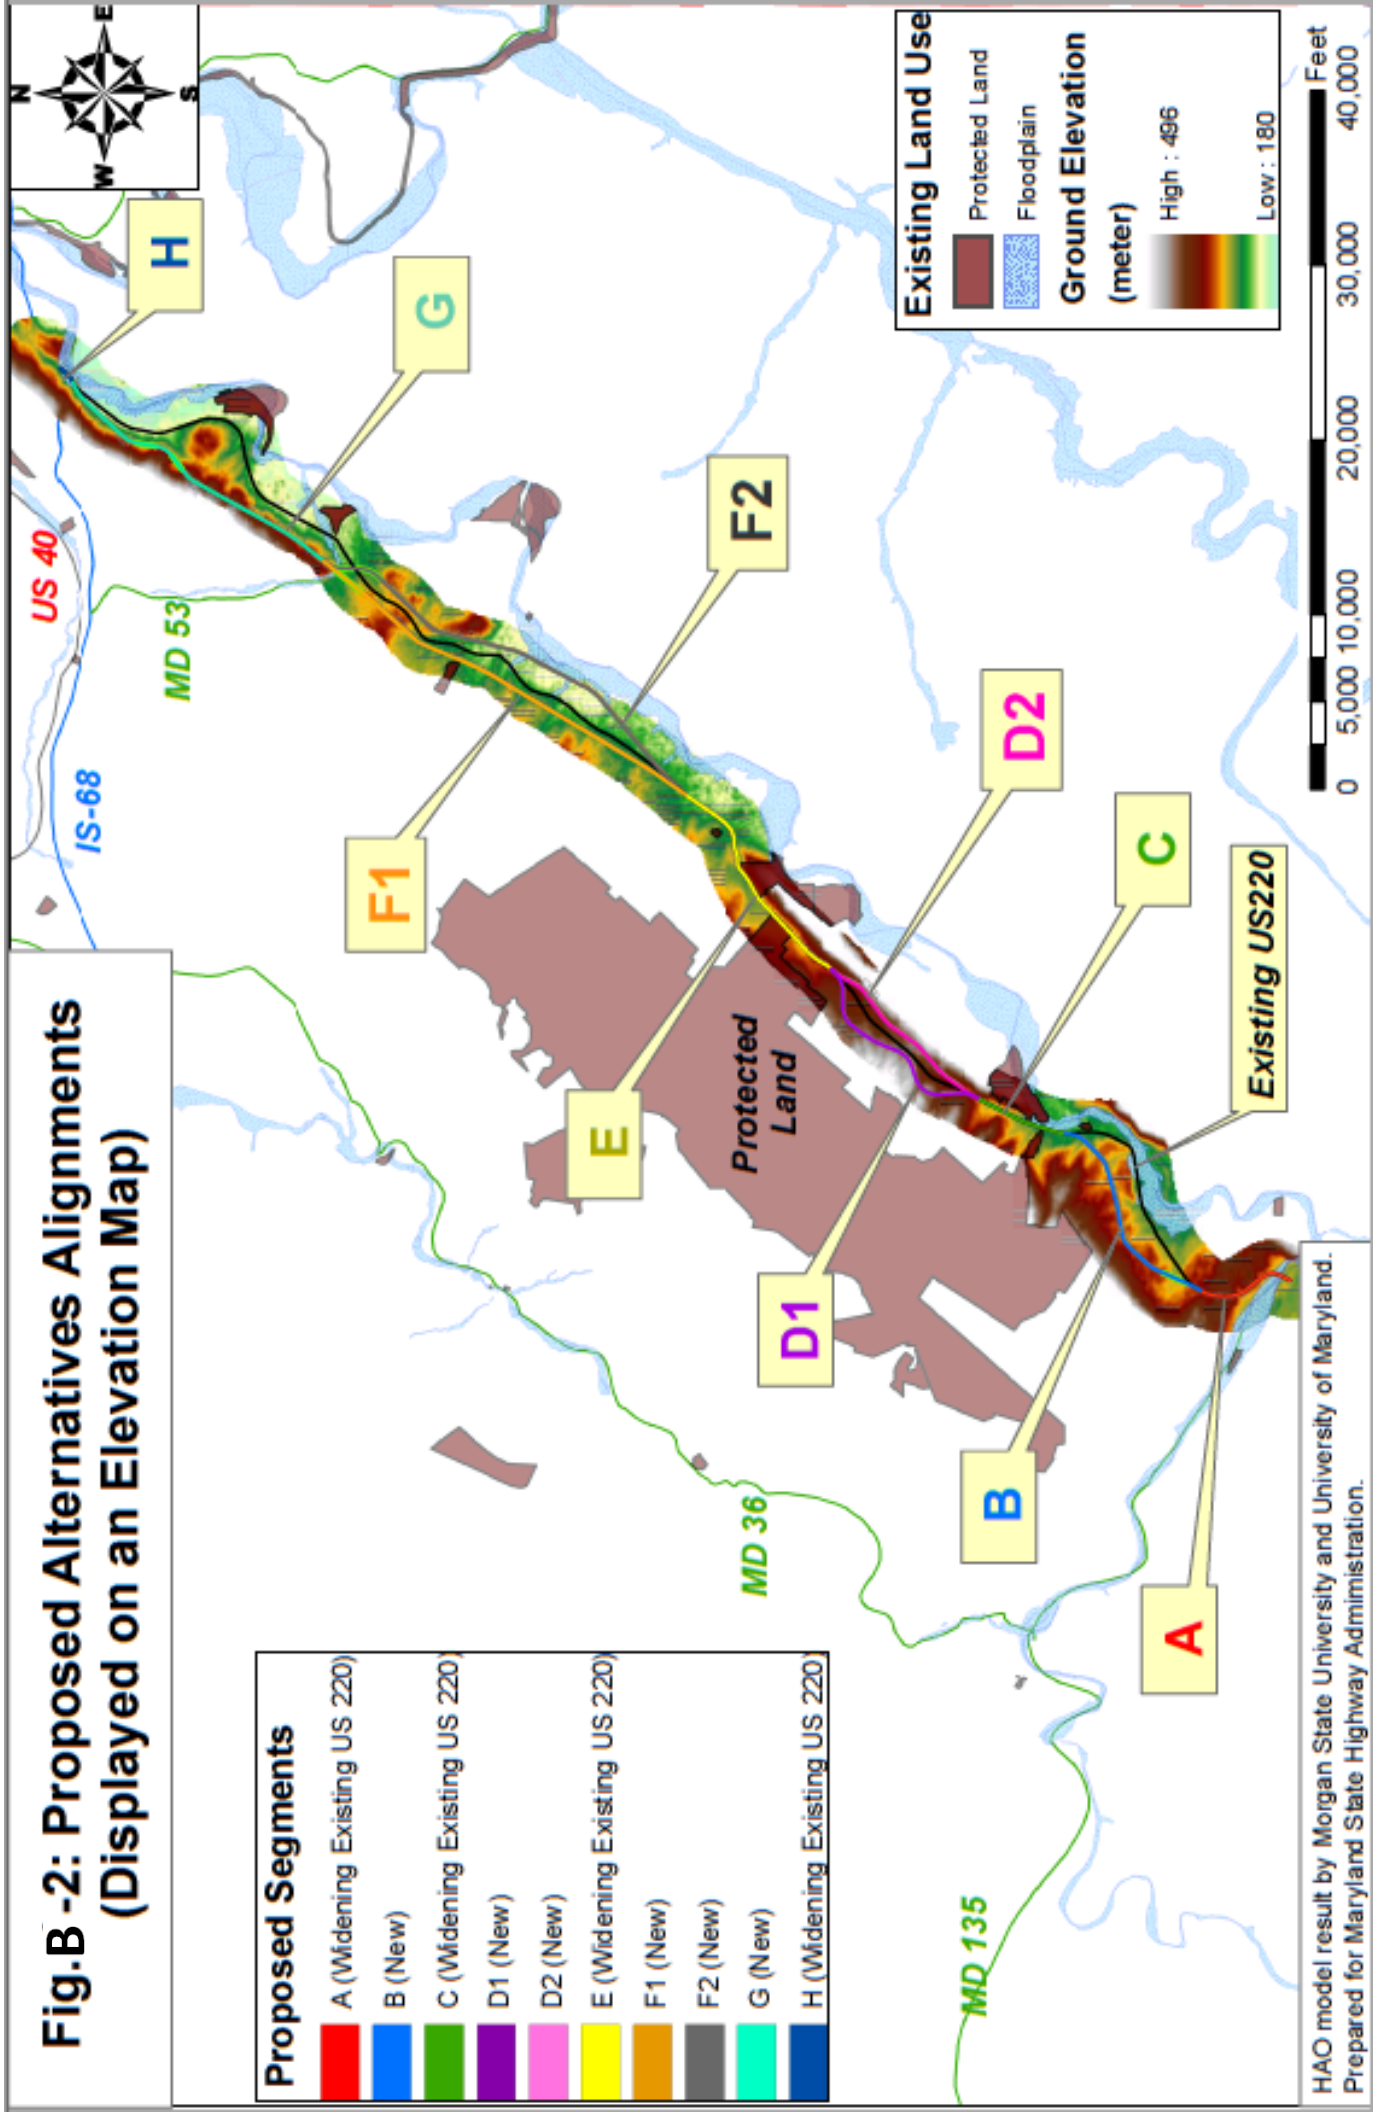 Fig.B-2: Proposed Alternatives Alignments
(Displayed on an Elevation Map)
N
W
E
S
US 40
IS-68
MD 53
MD 36
MD 135
H
G
F1
F2
E
D1
D2
C
B
A
Protected
Land
Existing US220
Proposed Segments
A (Widening Existing US 220)
B (New)
C (Widening Existing US 220)
D1 (New)
D2 (New)
E (Widening Existing US 220)
F1 (New)
F2 (New)
G (New)
H (Widening Existing US 220)
Existing Land Use
Protected Land
Floodplain
Ground Elevation
(meter)
High : 496
Low : 180
0 5,000 10,000 20,000 30,000 40,000
Feet
HAO model result by Morgan State University and University of Maryland.
Prepared for Maryland State Highway Administration.